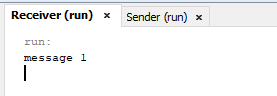 Receiver (run) × Sender (run) ×
run:
message 1